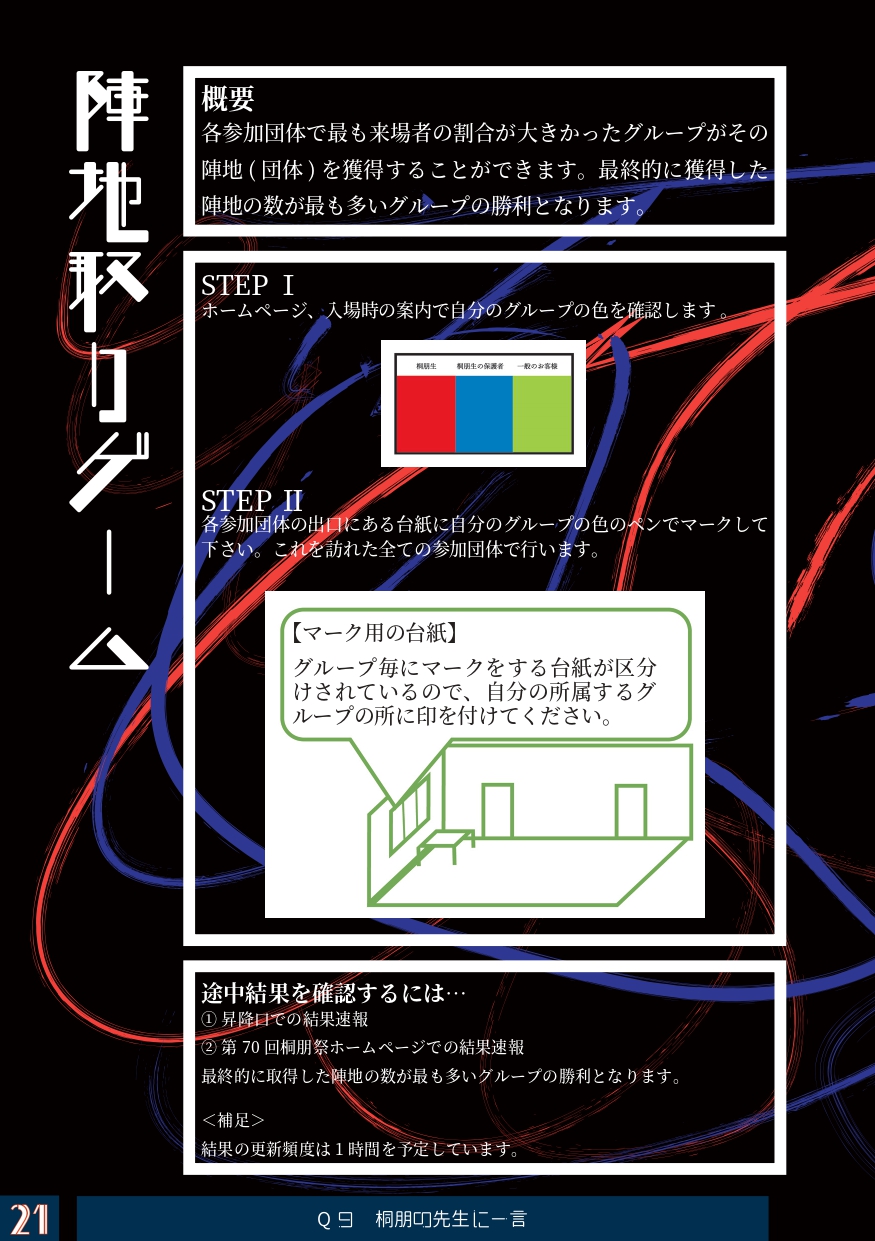 陣地取りゲーム
概要
各参加団体で最も来場者の割合が大きかったグループがその
陣地 ( 団体 ) を獲得することができます。最終的に獲得した
陣地の数が最も多いグループの勝利となります。
STEP Ⅰ
ホームページ、入場時の案内で自分のグループの色を確認します。
桐朋生 桐朋生の保護者 一般のお客様
STEP Ⅱ
各参加団体の出口にある台紙に自分のグループの色のペンでマークして
下さい。これを訪れた全ての参加団体で行います。
【マーク用の台紙】
グループ毎にマークをする台紙が区分
けされているので、自分の所属するグ
ループの所に印を付けてください。
途中結果を確認するには…
① 昇降口での結果速報
② 第 70 回桐朋祭ホームページでの結果速報
最終的に取得した陣地の数が最も多いグループの勝利となります。
＜補足＞
結果の更新頻度は 1 時間を予定しています。
21
Q 9 桐朋の先生に一言